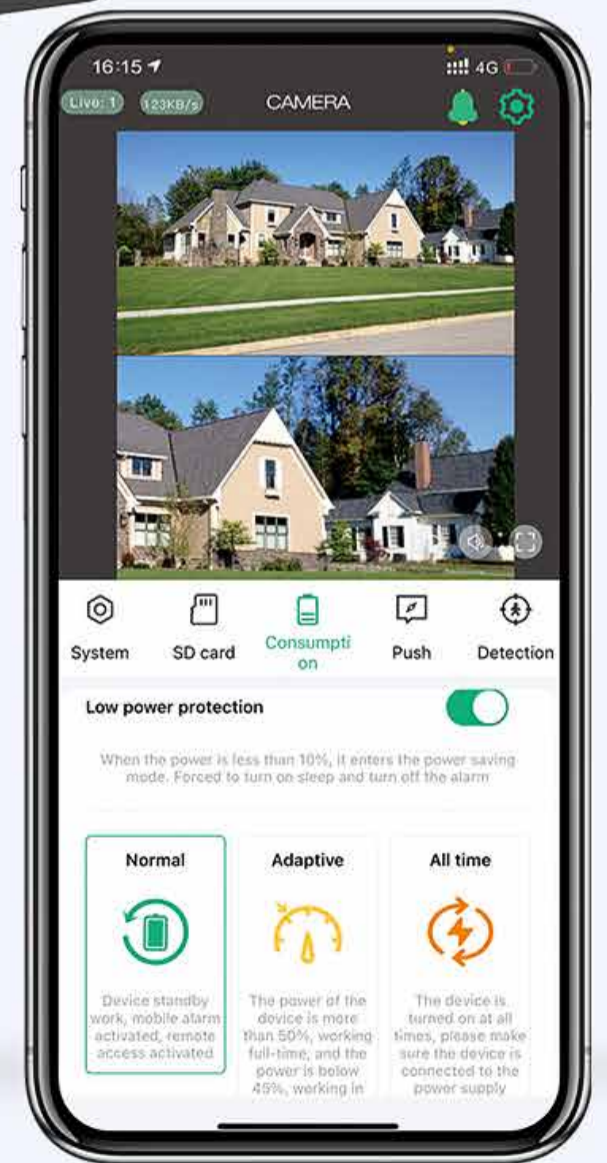 16:15 4G
Live: 1 123KB/s CAMERA
System SD card Consumpti Push Detection
on
Low power protection
When the power is less than 10%, it enters the power saving
mode. Forced to turn on sleep and turn off the alarm
Normal
Device standby
work, mobile alarm
activated, remote
access activated
Adaptive
The power of the
device is more
than 50%, working
full-time, and the
power is below
45%, working in
All time
The device is
turned on at all
times, please make
sure the device is
connected to the
power supply